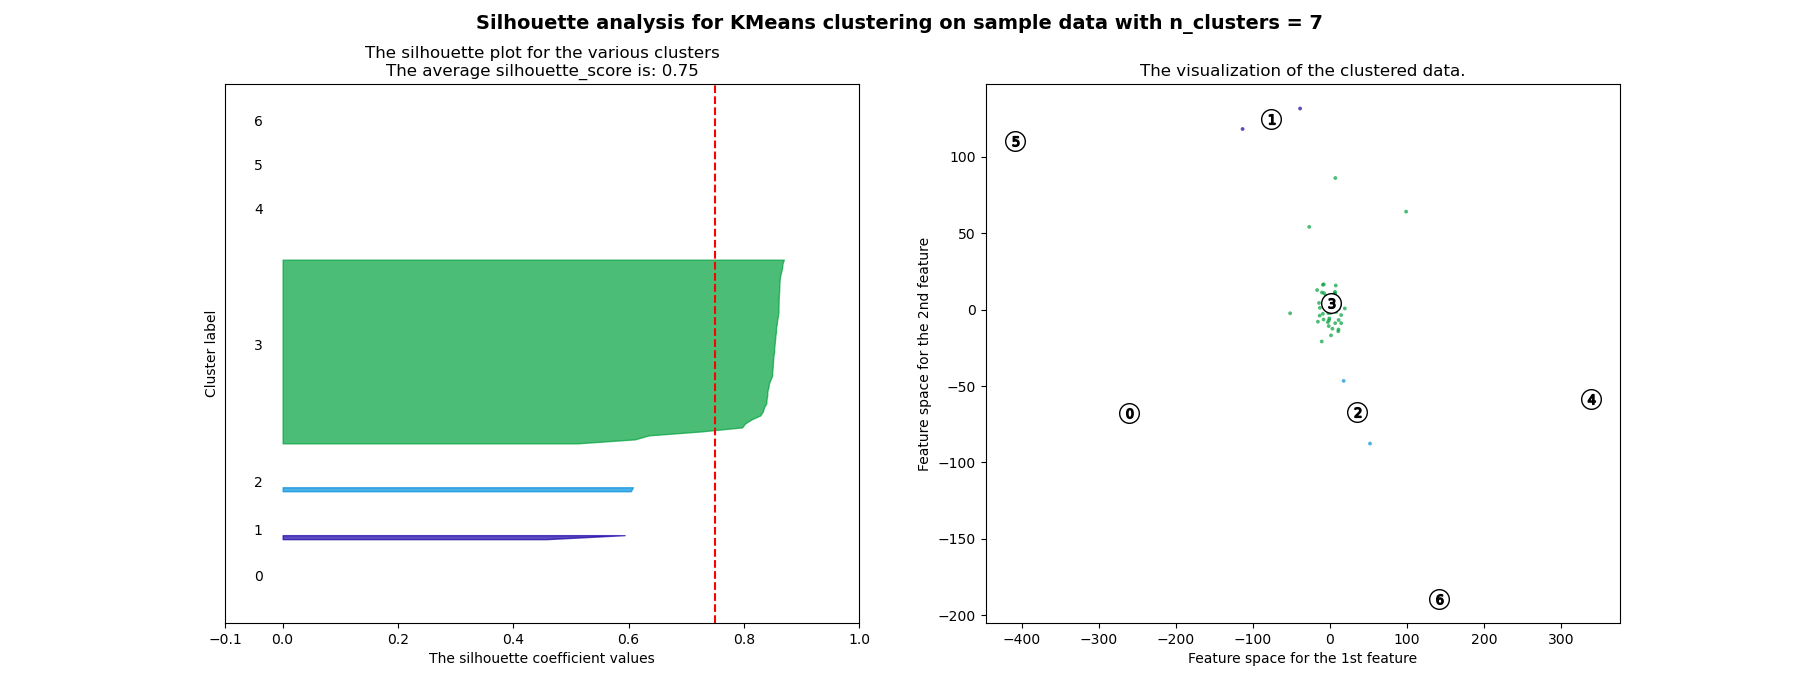 Silhouette analysis for KMeans clustering on sample data with n_clusters = 7
The silhouette plot for the various clusters
The average silhouette_score is: 0.75
6
5
4
3
2
1
0
Cluster label
−0.1 0.0 0.2 0.4 0.6 0.8 1.0
The silhouette coefficient values
The visualization of the clustered data.
100
50
0
−50
−100
−150
−200
Feature space for the 2nd feature
1
5
3
2
0
4
6
−400 −300 −200 −100 0 100 200 300
Feature space for the 1st feature